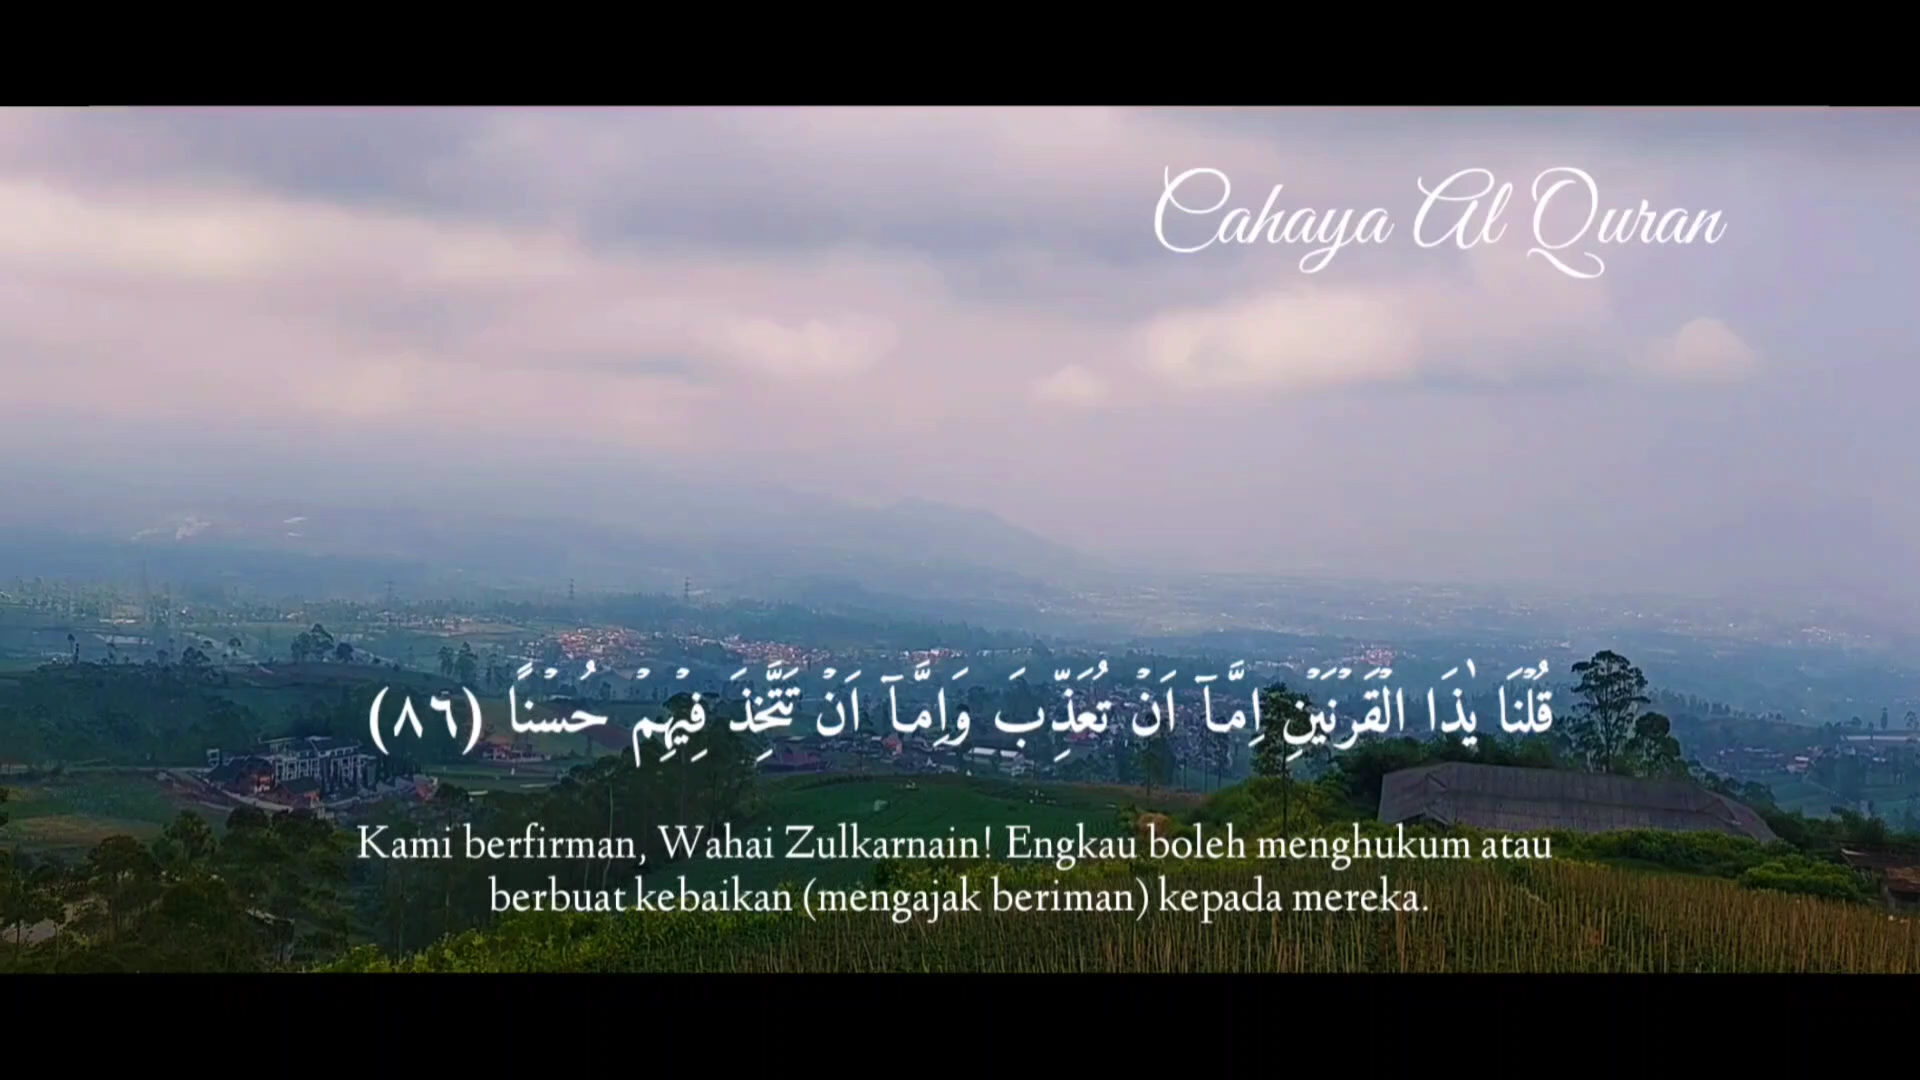 Cahaya Al Quran
قُلْنَا يٰذَا الْقَرْنَيْنِ اِمَّآ اَنْ تُعَذِّبَ وَاِمَّآ اَنْ تَتَّخِذَ فِيْهِمْ حُسْنًا (٨٦)
Kami berfirman, Wahai Zulkarnain! Engkau boleh menghukum atau
berbuat kebaikan (mengajak beriman) kepada mereka.